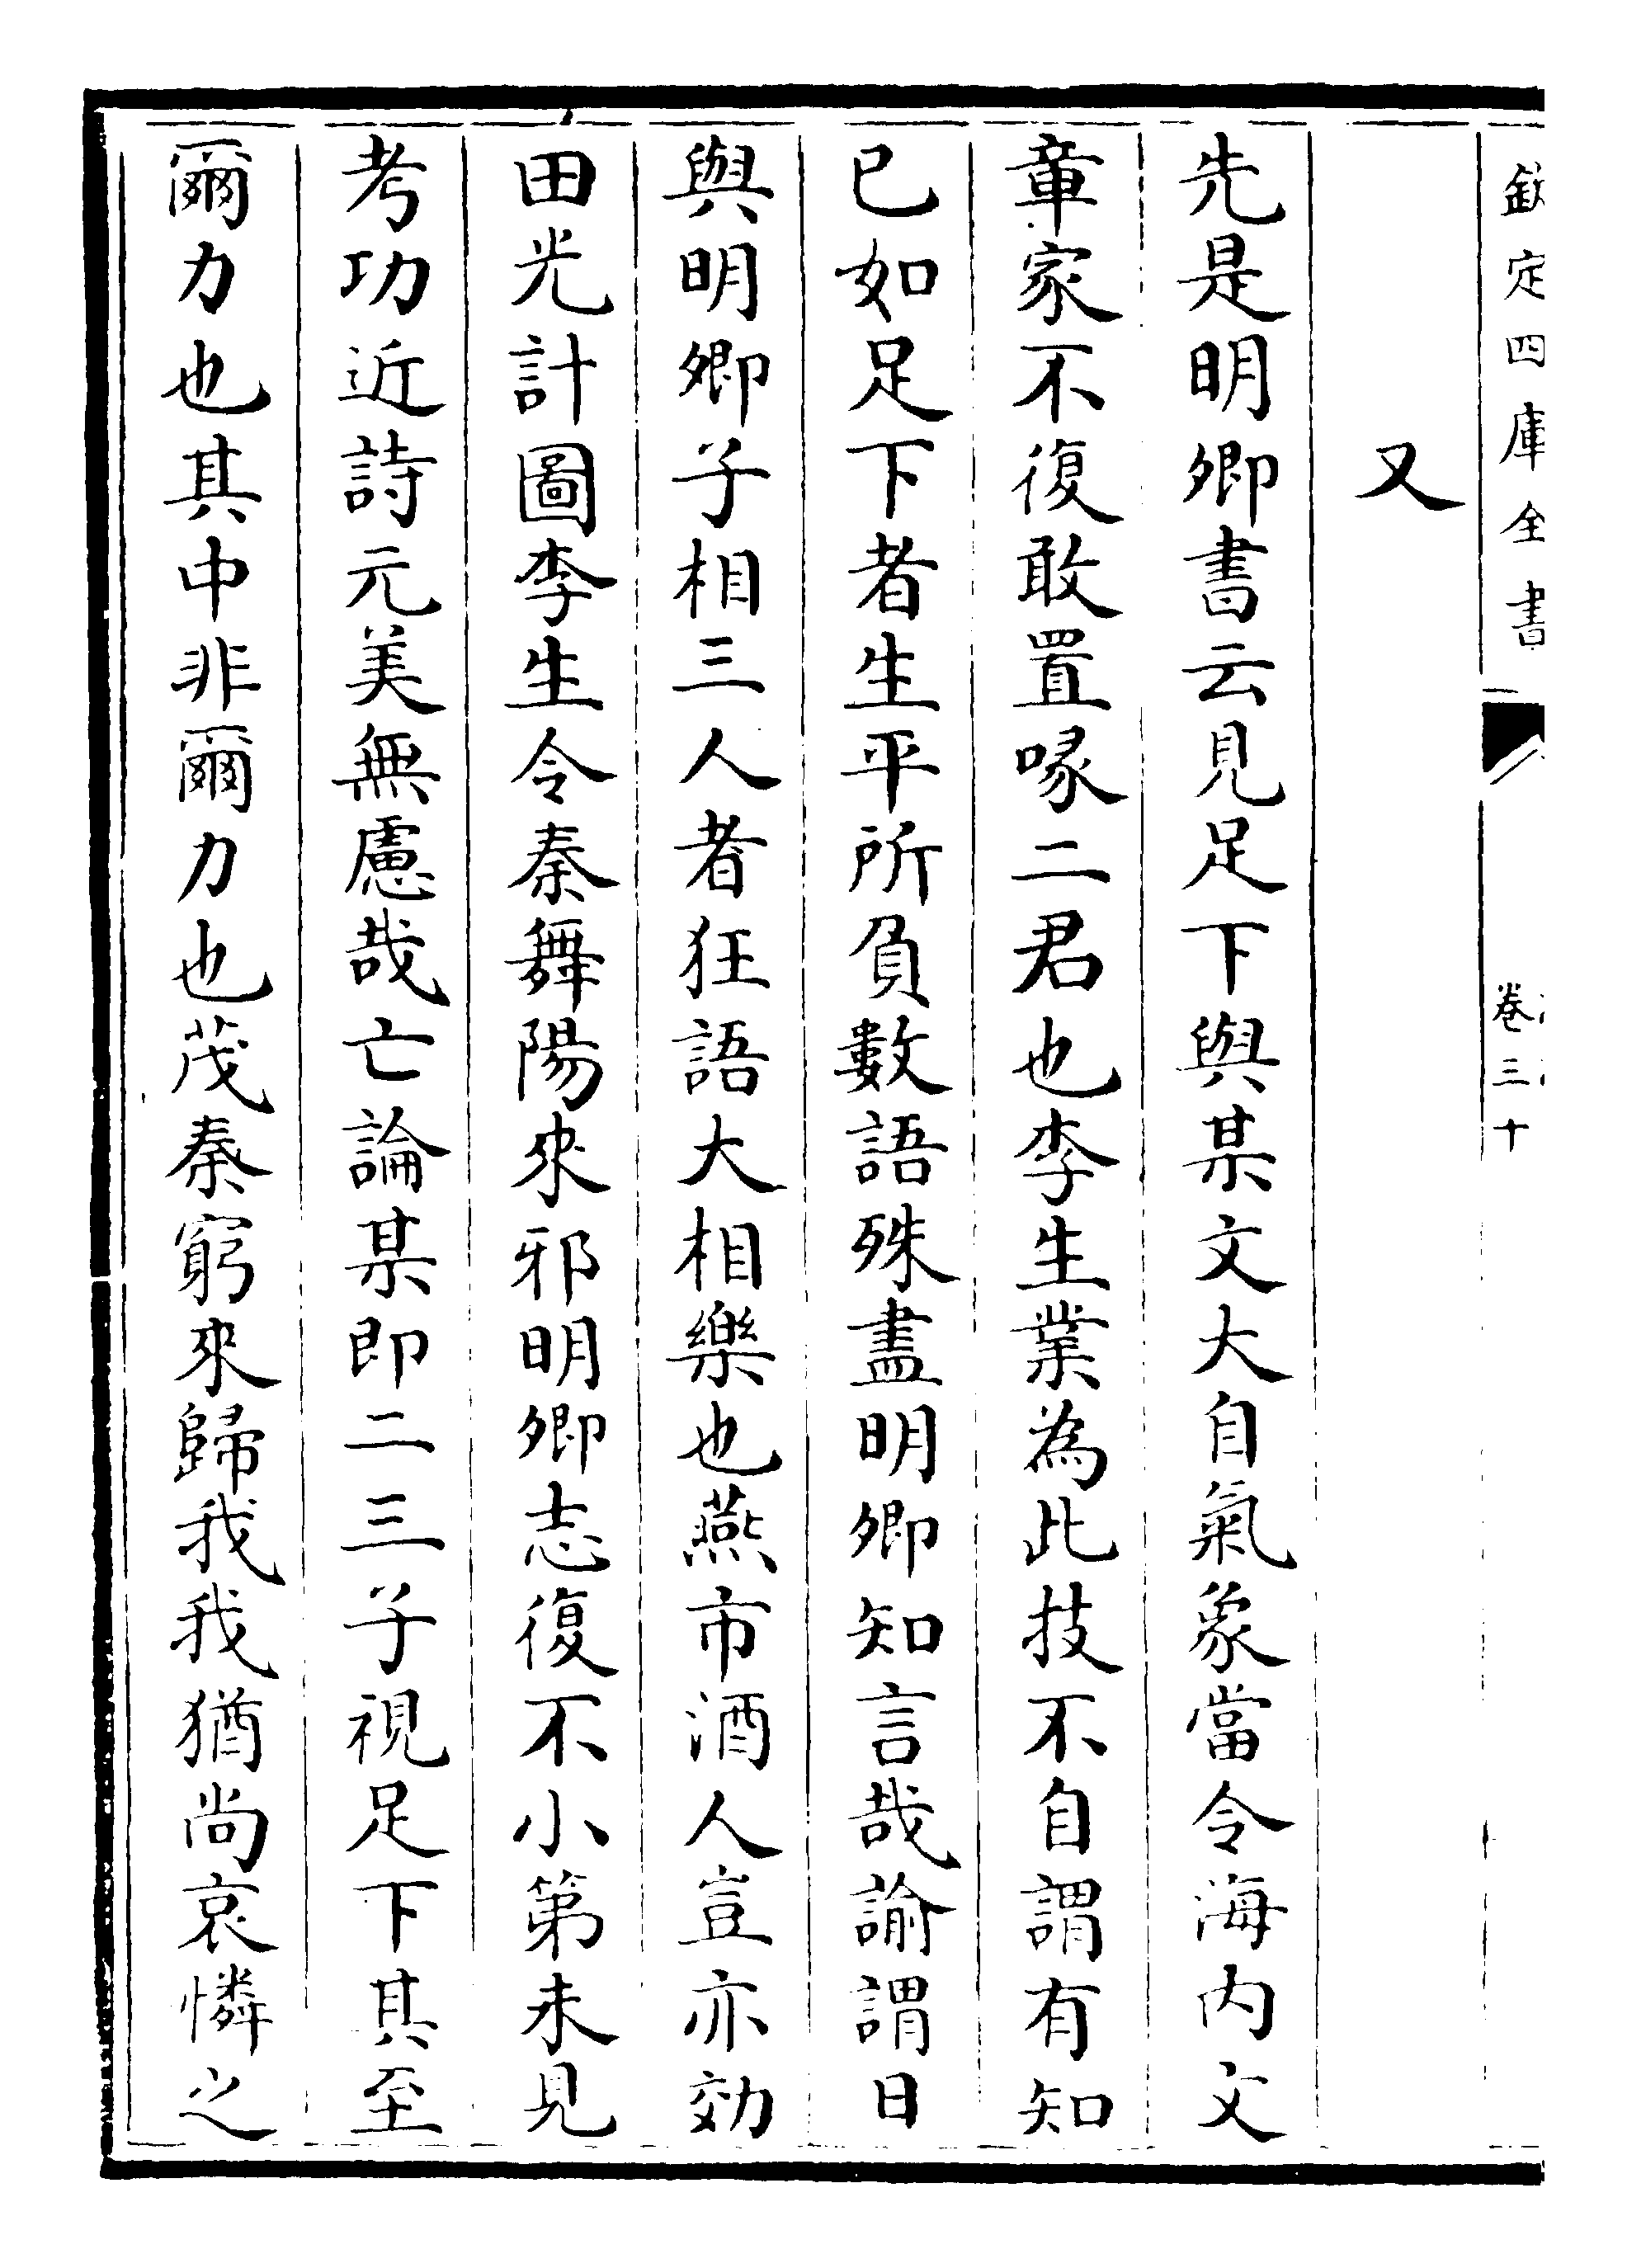 欽定四庫全書
卷三十
又
先是明卿書云見足下與某文大自氣象當令海内文
章家不復敢置喙二君也李生業為此技不自謂有知
已如足下者生平所負數語殊盡明卿知言哉諭謂日
與明卿子相三人者狂語大相樂也燕市酒人豈亦効
田光計圖李生令秦舞陽來邪明卿志復不小第未見
考功近詩元美無慮哉亡論某即二三子視足下其至
爾力也其中非爾力也茂秦窮來歸我我猶尚哀憐之